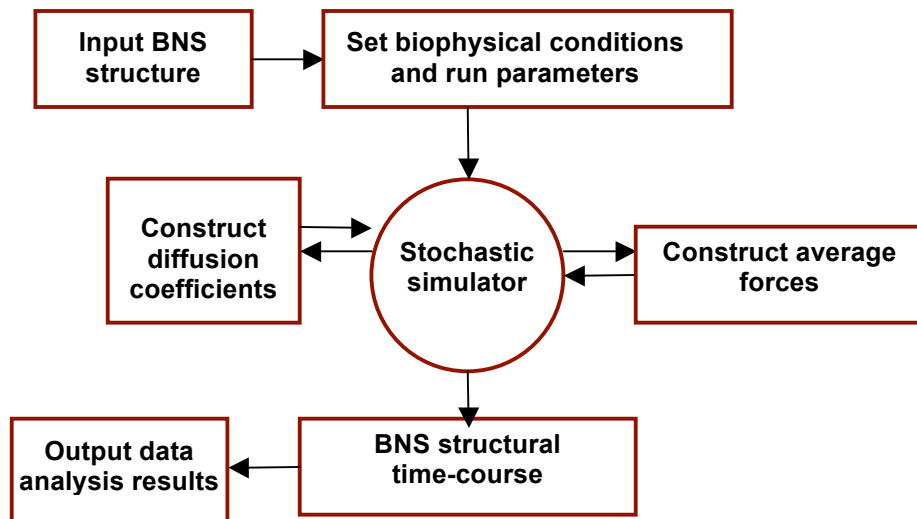 Input BNS
structure
Set biophysical conditions
and run parameters
Construct
diffusion
coefficients
Stochastic
simulator
Construct average
forces
BNS structural
time-course
Output data
analysis results